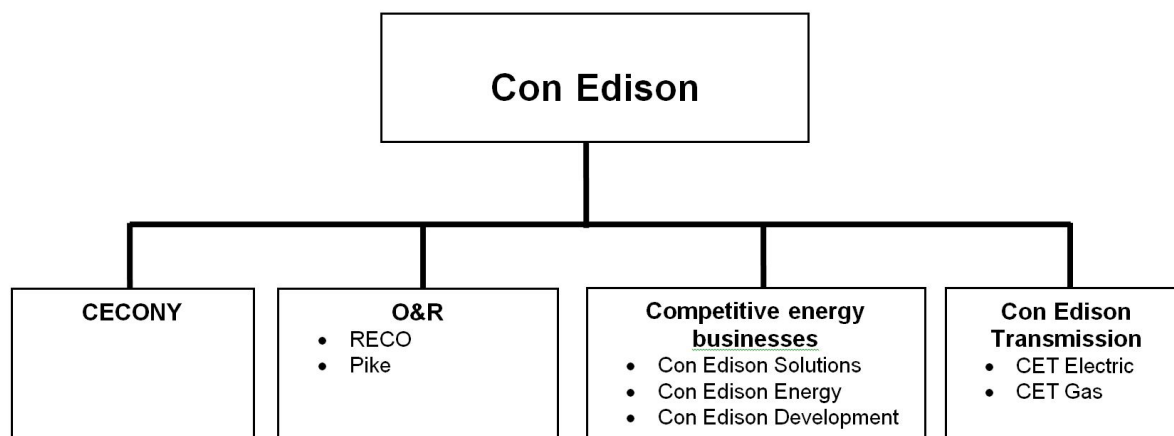 Con Edison
CECONY
O&R
• RECO
• Pike
Competitive energy
businesses
• Con Edison Solutions
• Con Edison Energy
• Con Edison Development
Con Edison
Transmission
• CET Electric
• CET Gas